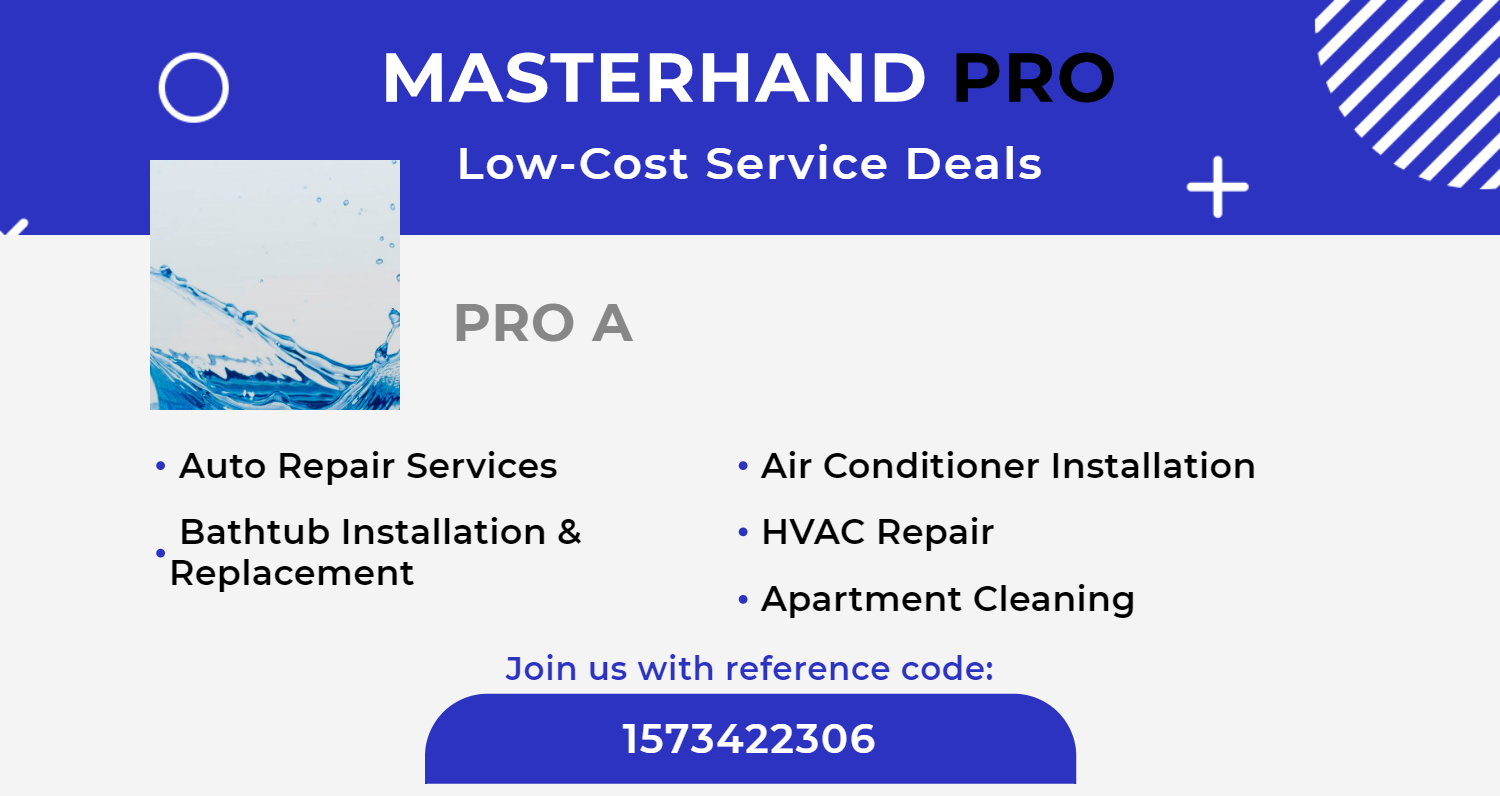 MASTERHAND PRO
Low-Cost Service Deals
PRO A
• Auto Repair Services
• Bathtub Installation &
Replacement
• Air Conditioner Installation
• HVAC Repair
• Apartment Cleaning
Join us with reference code:
1573422306